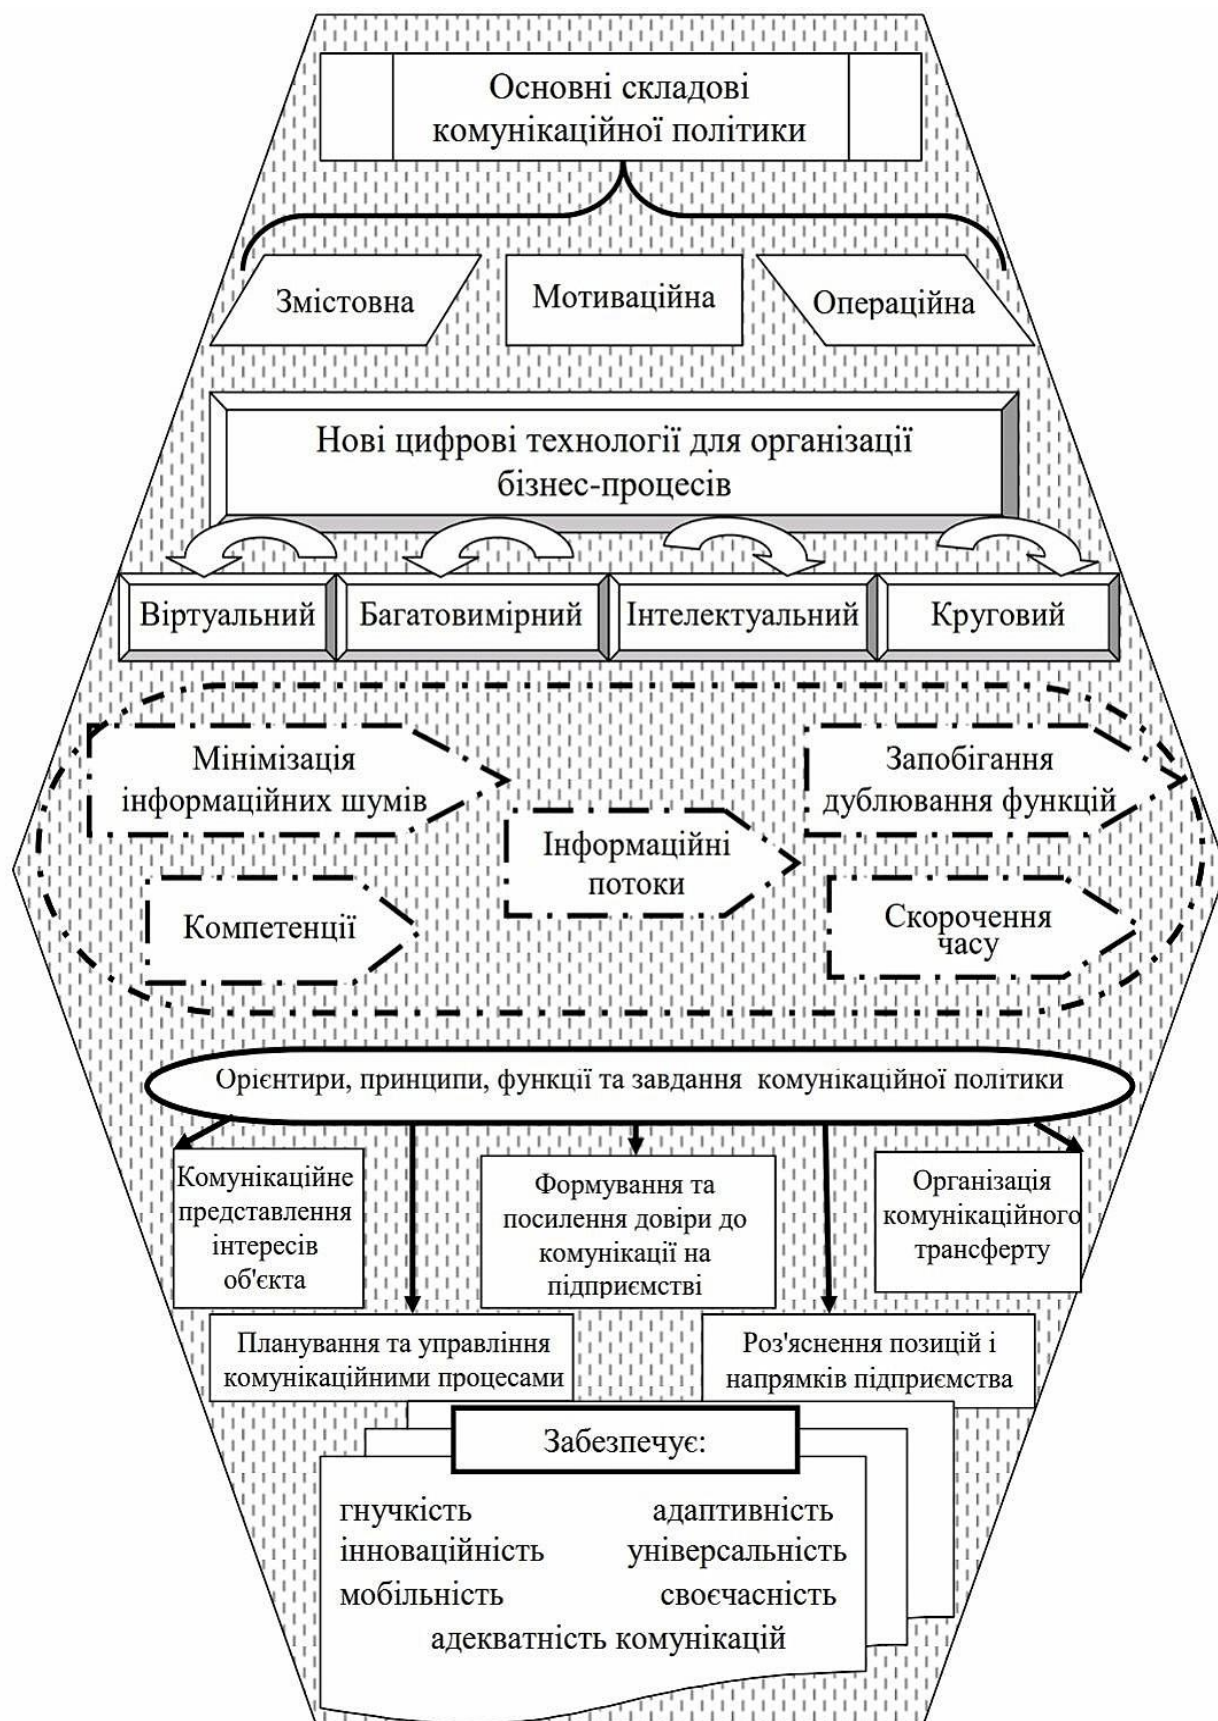 Основні складові
комунікаційної політики
Змістовна
Мотиваційна
Операційна
Нові цифрові технології для організації
бізнес-процесів
Віртуальний
Багатовимірний
Інтелектуальний
Круговий
Мінімізація
інформаційних шумів
Запобігання
дублювання функцій
Інформаційні
потоки
Компетенції
Скорочення
часу
Орієнтири, принципи, функції та завдання комунікаційної політики
Комунікаційне
представлення
інтересів
об'єкта
Формування та
посилення довіри до
комунікації на
підприємстві
Організація
комунікаційного
трансферту
Планування та управління
комунікаційними процесами
Роз'яснення позицій і
напрямків підприємства
Забезпечує:
гнучкість адаптивність
інноваційність універсальність
мобільність своєчасність
адекватність комунікацій